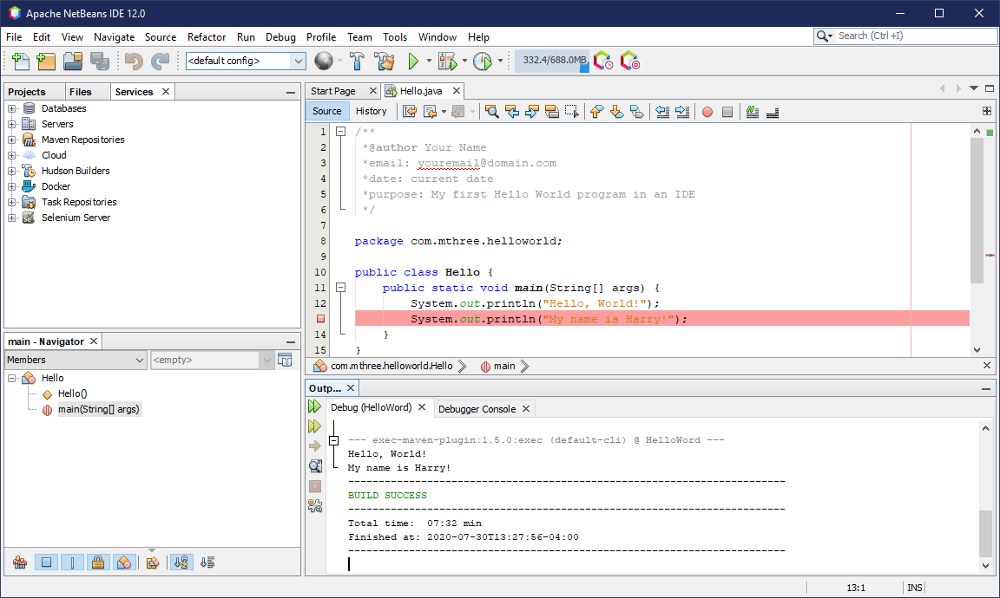 Apache NetBeans IDE 12.0
File Edit View Navigate Source Refactor Run Debug Profile Team Tools Window Help
Search (Ctrl+I)
<default config>
332.4/688.0MB
Projects Files Services
Databases
Servers
Maven Repositories
Cloud
Hudson Builders
Docker
Task Repositories
Selenium Server
main - Navigator
Members <empty>
Hello
Hello()
main(String[] args)
Start Page Hello.java
Source History
1 /**
2 *@author Your Name
3 *email: youremail@domain.com
4 *date: current date
5 *purpose: My first Hello World program in an IDE
6 */
7
8 package com.mthree.helloworld;
9
10 public class Hello {
11 public static void main(String[] args) {
12 System.out.println("Hello, World!");
System.out.println("My name is Harry!");
14 }
15 }
com.mthree.helloworld.Hello main
Outp...
Debug (HelloWord) Debugger Console
--- exec-maven-plugin:1.5.0:exec (default-cli) @ HelloWord ---
Hello, World!
My name is Harry!
------------------------------------------------------------------------
BUILD SUCCESS
------------------------------------------------------------------------
Total time: 07:32 min
Finished at: 2020-07-30T13:27:56-04:00
------------------------------------------------------------------------
13:1 INS